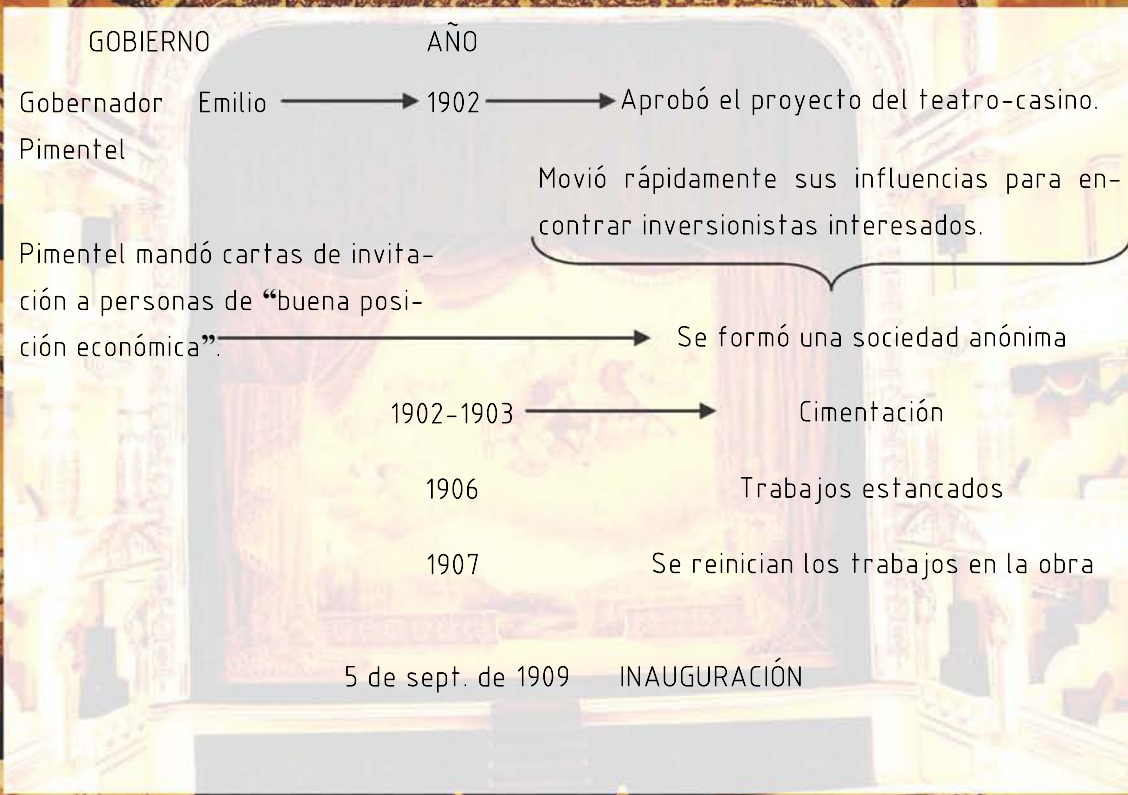 GOBIERNO AÑO
Gobernador Emilio 1902 Aprobó el proyecto del teatro-casino.
Pimentel
Movió rápidamente sus influencias para en-
contrar inversionistas interesados.
Pimentel mandó cartas de invita-
ción a personas de “buena posi-
ción económica”. Se formó una sociedad anónima
1902-1903 Cimentación
1906 Trabajos estancados
1907 Se reinician los trabajos en la obra
5 de sept. de 1909 INAUGURACIÓN